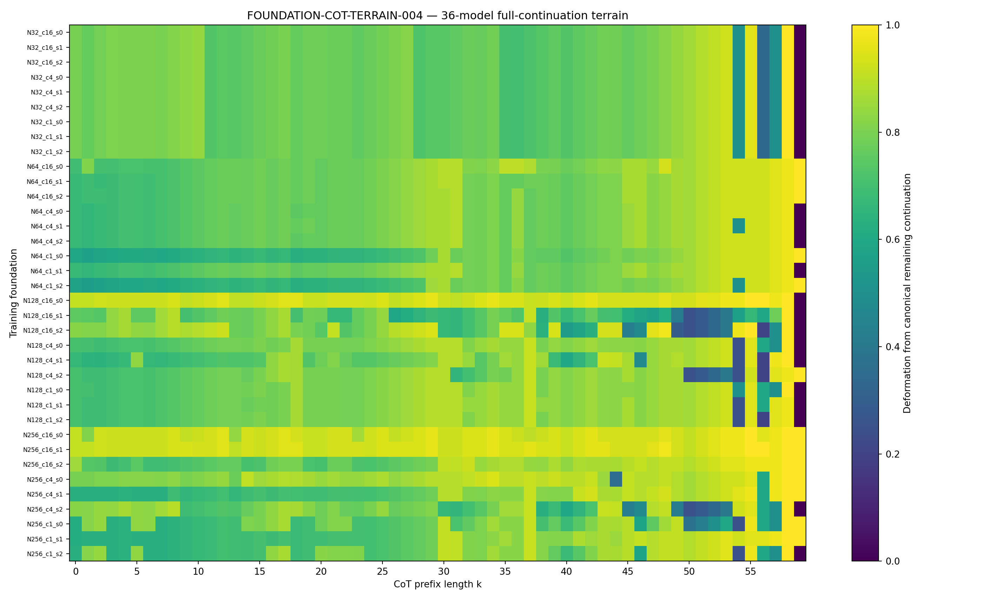 FOUNDATION-COT-TERRAIN-004 — 36-model full-continuation terrain
Training foundation
N32_c16_s0
N32_c16_s1
N32_c16_s2
N32_c4_s0
N32_c4_s1
N32_c4_s2
N32_c1_s0
N32_c1_s1
N32_c1_s2
N64_c16_s0
N64_c16_s1
N64_c16_s2
N64_c4_s0
N64_c4_s1
N64_c4_s2
N64_c1_s0
N64_c1_s1
N64_c1_s2
N128_c16_s0
N128_c16_s1
N128_c16_s2
N128_c4_s0
N128_c4_s1
N128_c4_s2
N128_c1_s0
N128_c1_s1
N128_c1_s2
N256_c16_s0
N256_c16_s1
N256_c16_s2
N256_c4_s0
N256_c4_s1
N256_c4_s2
N256_c1_s0
N256_c1_s1
N256_c1_s2
0 5 10 15 20 25 30 35 40 45 50 55
CoT prefix length k
1.0
0.8
0.6
0.4
0.2
0.0
Deformation from canonical remaining continuation